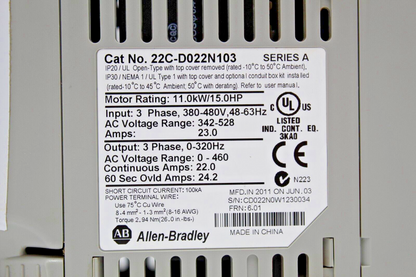 Cat No. 22C-D022N103 SERIES A
IP20 / UL Open-Type with top cover removed (rated -10°C to 50°C Ambient),
IP30 / NEMA 1 / UL Type 1 with top cover and optional conduit box kit installed
(rated-10°C to 45°C Ambient; 50°C with derating). Refer to user manual,
Motor Rating: 11.0kW/15.0HP
Input: 3 Phase, 380-480V,48-63Hz
AC Voltage Range: 342-528
Amps: 23.0
Output: 3 Phase, 0-320Hz
AC Voltage Range: 0 - 460
Continuous Amps: 22.0
60 Sec Ovld Amps: 24.2
SHORT CIRCUIT CURRENT: 100kA
POWER TERMINAL WIRE:
Use 75°C Cu Wire
8.4 mm² - 1.3 mm² (8-16 AWG)
Torque 2.94 Nm(26.0 in-lbs.)
C UL US
LISTED
IND. CONT. EQ.
3KA0
CE
N223
MFD. IN 2011 ON JUN, 03
S/N: CD022N0W1230034
FRN: 6.01
AB Allen-Bradley
MADE IN CHINA